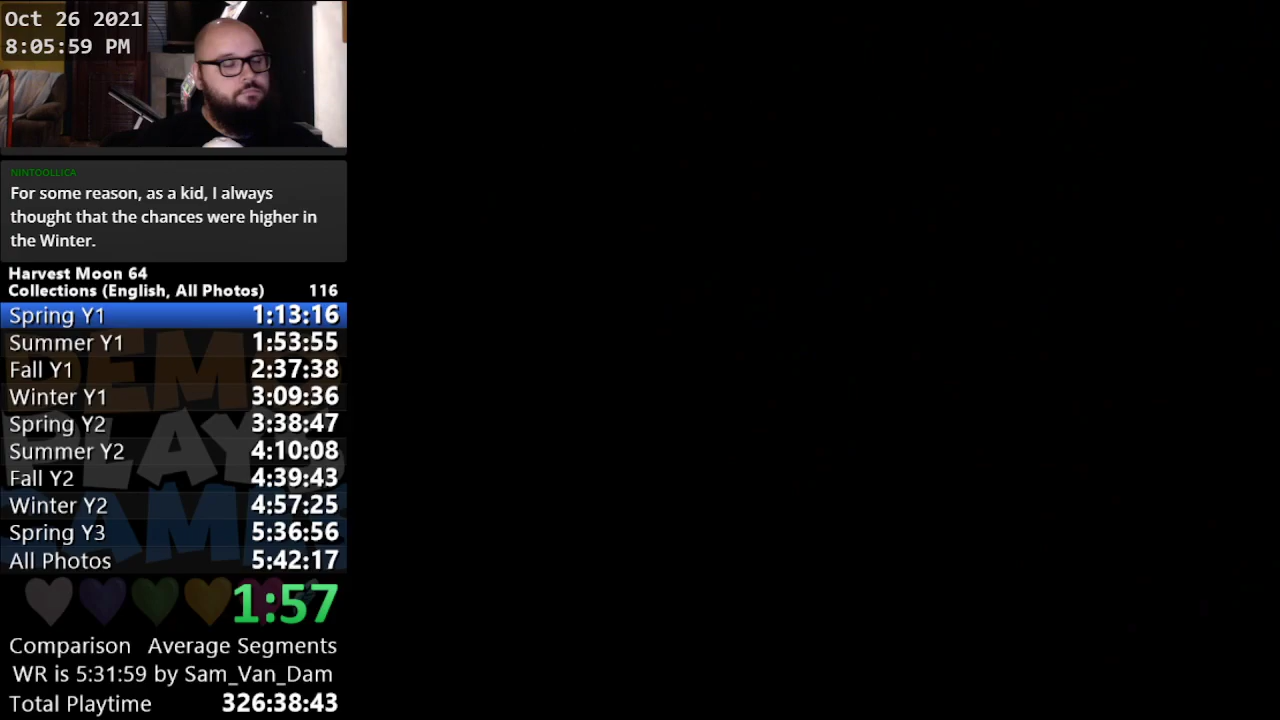 Oct 26 2021
8:05:59 PM
NINTOOLLICA
For some reason, as a kid, I always
thought that the chances were higher in
the Winter.
Harvest Moon 64
Collections (English, All Photos) 116
Spring Y1 1:13:16
Summer Y1 1:53:55
Fall Y1 2:37:38
Winter Y1 3:09:36
Spring Y2 3:38:47
Summer Y2 4:10:08
Fall Y2 4:39:43
Winter Y2 4:57:25
Spring Y3 5:36:56
All Photos 5:42:17
DEMO
PLAYS
GAMES
1:57
Comparison Average Segments
WR is 5:31:59 by Sam_Van_Dam
Total Playtime 326:38:43